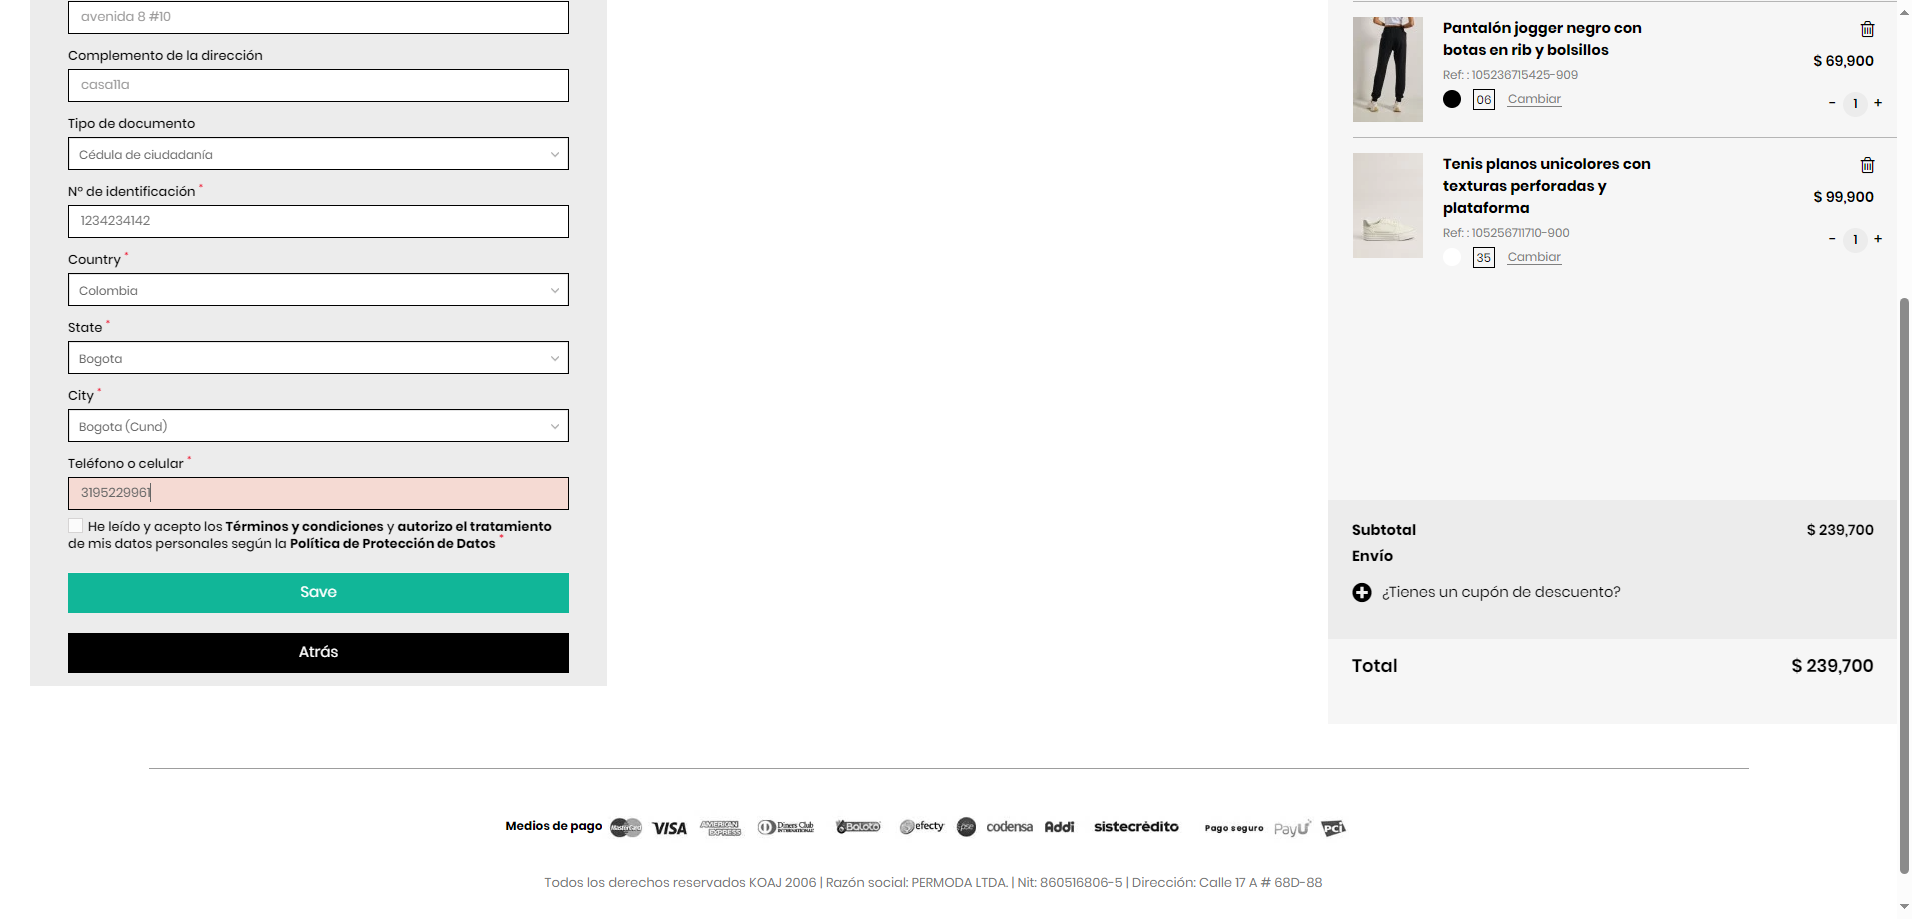 avenida 8 #10
Complemento de la dirección
casa11a
Tipo de documento
Cédula de ciudadanía
Nº de identificación *
1234234142
Country *
Colombia
State *
Bogota
City *
Bogota (Cund)
Teléfono o celular *
3195229961
He leído y acepto los Términos y condiciones y autorizo el tratamiento
de mis datos personales según la Política de Protección de Datos *
Save
Atrás
Pantalón jogger negro con
botas en rib y bolsillos
$ 69,900
Ref: : 105236715425-909
06 Cambiar
- 1 +
Tenis planos unicolores con
texturas perforadas y
plataforma
$ 99,900
Ref: : 105256711710-900
35 Cambiar
- 1 +
Subtotal $ 239,700
Envío
¿Tienes un cupón de descuento?
Total $ 239,700
Medios de pago MasterCard VISA AMERICAN EXPRESS Diners Club INTERNATIONAL Baloto efecty pse codensa Addi sistecrédito Pago seguro PayU PCI
Todos los derechos reservados KOAJ 2006 | Razón social: PERMODA LTDA. | Nit: 860516806-5 | Dirección: Calle 17 A # 68D-88